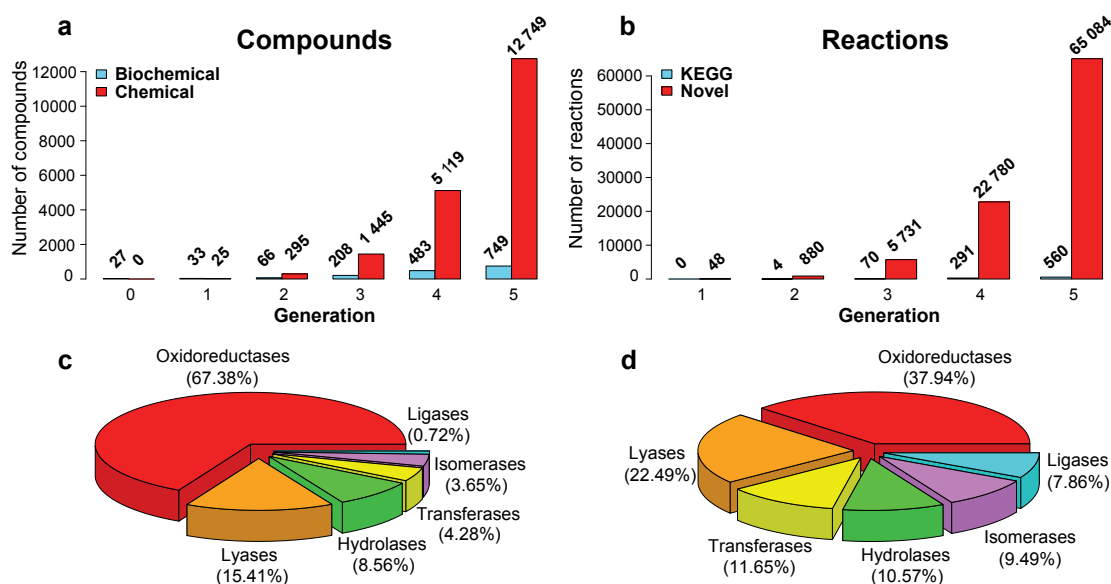 a
Compounds
Number of compounds
12000
10000
8000
6000
4000
2000
0
Biochemical
Chemical
27
0
33
25
66
295
208
1 445
483
5 119
749
12 749
0
1
2
3
4
5
Generation
b
Reactions
Number of reactions
60000
50000
40000
30000
20000
10000
0
KEGG
Novel
0
48
4
880
70
5 731
291
22 780
560
65 084
1
2
3
4
5
Generation
c
Oxidoreductases
(67.38%)
Ligases
(0.72%)
Isomerases
(3.65%)
Transferases
(4.28%)
Hydrolases
(8.56%)
Lyases
(15.41%)
d
Oxidoreductases
(37.94%)
Lyases
(22.49%)
Ligases
(7.86%)
Isomerases
(9.49%)
Transferases
(11.65%)
Hydrolases
(10.57%)